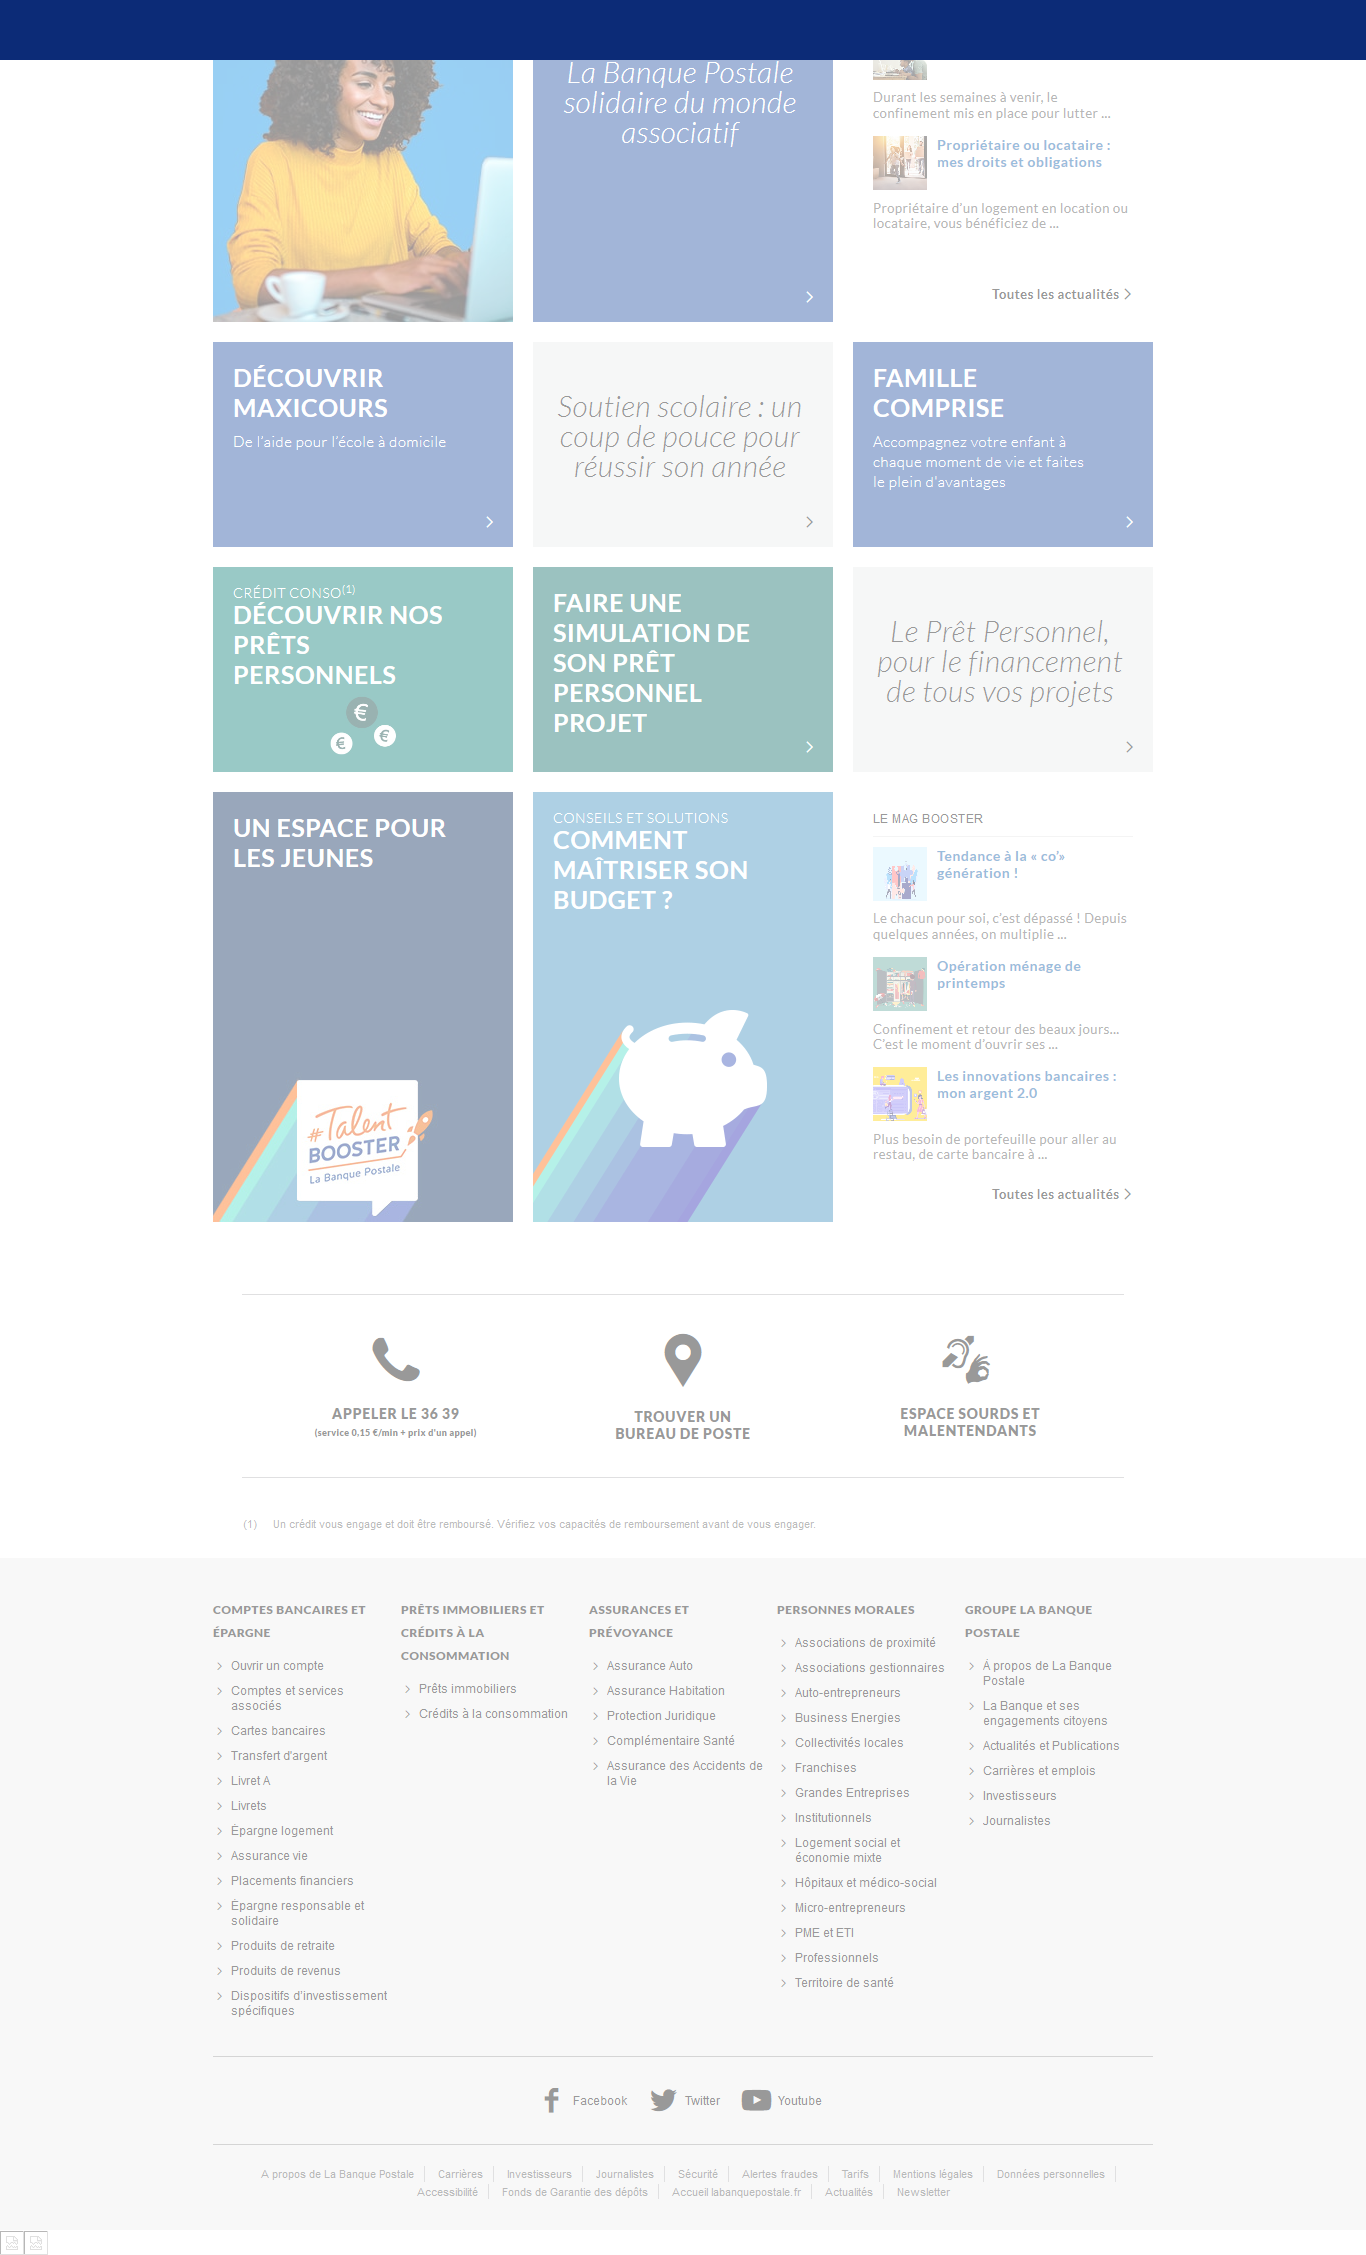 La Banque Postale
solidaire du monde
associatif
Durant les semaines à venir, le
confinement mis en place pour lutter ...
Propriétaire ou locataire :
mes droits et obligations
Propriétaire d'un logement en location ou
locataire, vous bénéficiez de ...
Toutes les actualités
DÉCOUVRIR
MAXICOURS
De l'aide pour l'école à domicile
Soutien scolaire : un
coup de pouce pour
réussir son année
FAMILLE
COMPRISE
Accompagnez votre enfant à
chaque moment de vie et faites
le plein d'avantages
CRÉDIT CONSO(1)
DÉCOUVRIR NOS
PRÊTS
PERSONNELS
€
€
€
FAIRE UNE
SIMULATION DE
SON PRÊT
PERSONNEL
PROJET
Le Prêt Personnel,
pour le financement
de tous vos projets
UN ESPACE POUR
LES JEUNES
#Talent
BOOSTER
La Banque Postale
CONSEILS ET SOLUTIONS
COMMENT
MAÎTRISER SON
BUDGET ?
LE MAG BOOSTER
Tendance à la « co'»
génération !
Le chacun pour soi, c'est dépassé ! Depuis
quelques années, on multiplie ...
Opération ménage de
printemps
Confinement et retour des beaux jours...
C'est le moment d'ouvrir ses ...
Les innovations bancaires :
mon argent 2.0
Plus besoin de portefeuille pour aller au
restau, de carte bancaire à ...
Toutes les actualités
APPELER LE 36 39
(service 0,15 €/min + prix d'un appel)
TROUVER UN
BUREAU DE POSTE
ESPACE SOURDS ET
MALENTENDANTS
(1) Un crédit vous engage et doit être remboursé. Vérifiez vos capacités de remboursement avant de vous engager.
COMPTES BANCAIRES ET
ÉPARGNE
Ouvrir un compte
Comptes et services
associés
Cartes bancaires
Transfert d'argent
Livret A
Livrets
Épargne logement
Assurance vie
Placements financiers
Épargne responsable et
solidaire
Produits de retraite
Produits de revenus
Dispositifs d'investissement
spécifiques
PRÊTS IMMOBILIERS ET
CRÉDITS À LA
CONSOMMATION
Prêts immobiliers
Crédits à la consommation
ASSURANCES ET
PRÉVOYANCE
Assurance Auto
Assurance Habitation
Protection Juridique
Complémentaire Santé
Assurance des Accidents de
la Vie
PERSONNES MORALES
Associations de proximité
Associations gestionnaires
Auto-entrepreneurs
Business Energies
Collectivités locales
Franchises
Grandes Entreprises
Institutionnels
Logement social et
économie mixte
Hôpitaux et médico-social
Micro-entrepreneurs
PME et ETI
Professionnels
Territoire de santé
GROUPE LA BANQUE
POSTALE
À propos de La Banque
Postale
La Banque et ses
engagements citoyens
Actualités et Publications
Carrières et emplois
Investisseurs
Journalistes
Facebook
Twitter
Youtube
A propos de La Banque Postale Carrières Investisseurs Journalistes Sécurité Alertes fraudes Tarifs Mentions légales Données personnelles
Accessibilité Fonds de Garantie des dépôts Accueil labanquepostale.fr Actualités Newsletter